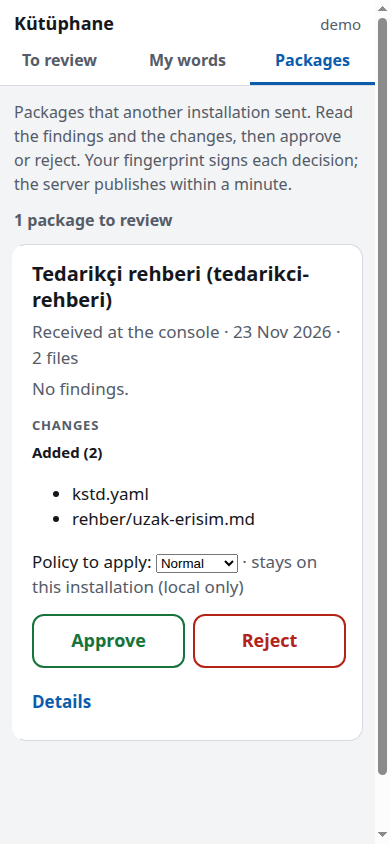 Kütüphane
demo
To review
My words
Packages
Packages that another installation sent. Read
the findings and the changes, then approve
or reject. Your fingerprint signs each decision;
the server publishes within a minute.
1 package to review
Tedarikçi rehberi (tedarikci-
rehberi)
Received at the console · 23 Nov 2026 ·
2 files
No findings.
CHANGES
Added (2)
• kstd.yaml
• rehber/uzak-erisim.md
Policy to apply: Normal · stays on
this installation (local only)
Approve
Reject
Details